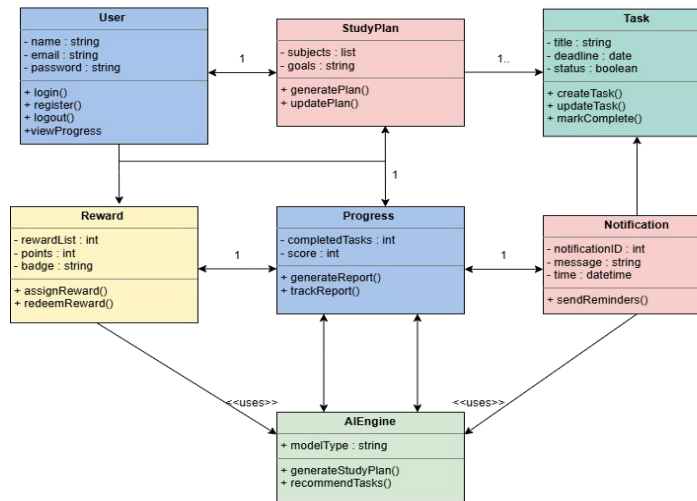 User
- name : string
- email : string
- password : string
+ login()
+ register()
+ logout()
+viewProgress
1
StudyPlan
- subjects : list
- goals : string
+ generatePlan()
+ updatePlan()
1..
Task
- title : string
- deadline : date
- status : boolean
+ createTask()
+ updateTask()
+ markComplete()
1
Reward
- rewardList : int
- points : int
- badge : string
+ assignReward()
+ redeemReward()
1
Progress
- completedTasks : int
- score : int
+ generateReport()
+ trackReport()
1
Notification
- notificationID : int
- message : string
- time : datetime
+ sendReminders()
<<uses>>
<<uses>>
AIEngine
+ modelType : string
+ generateStudyPlan()
+ recommendTasks()